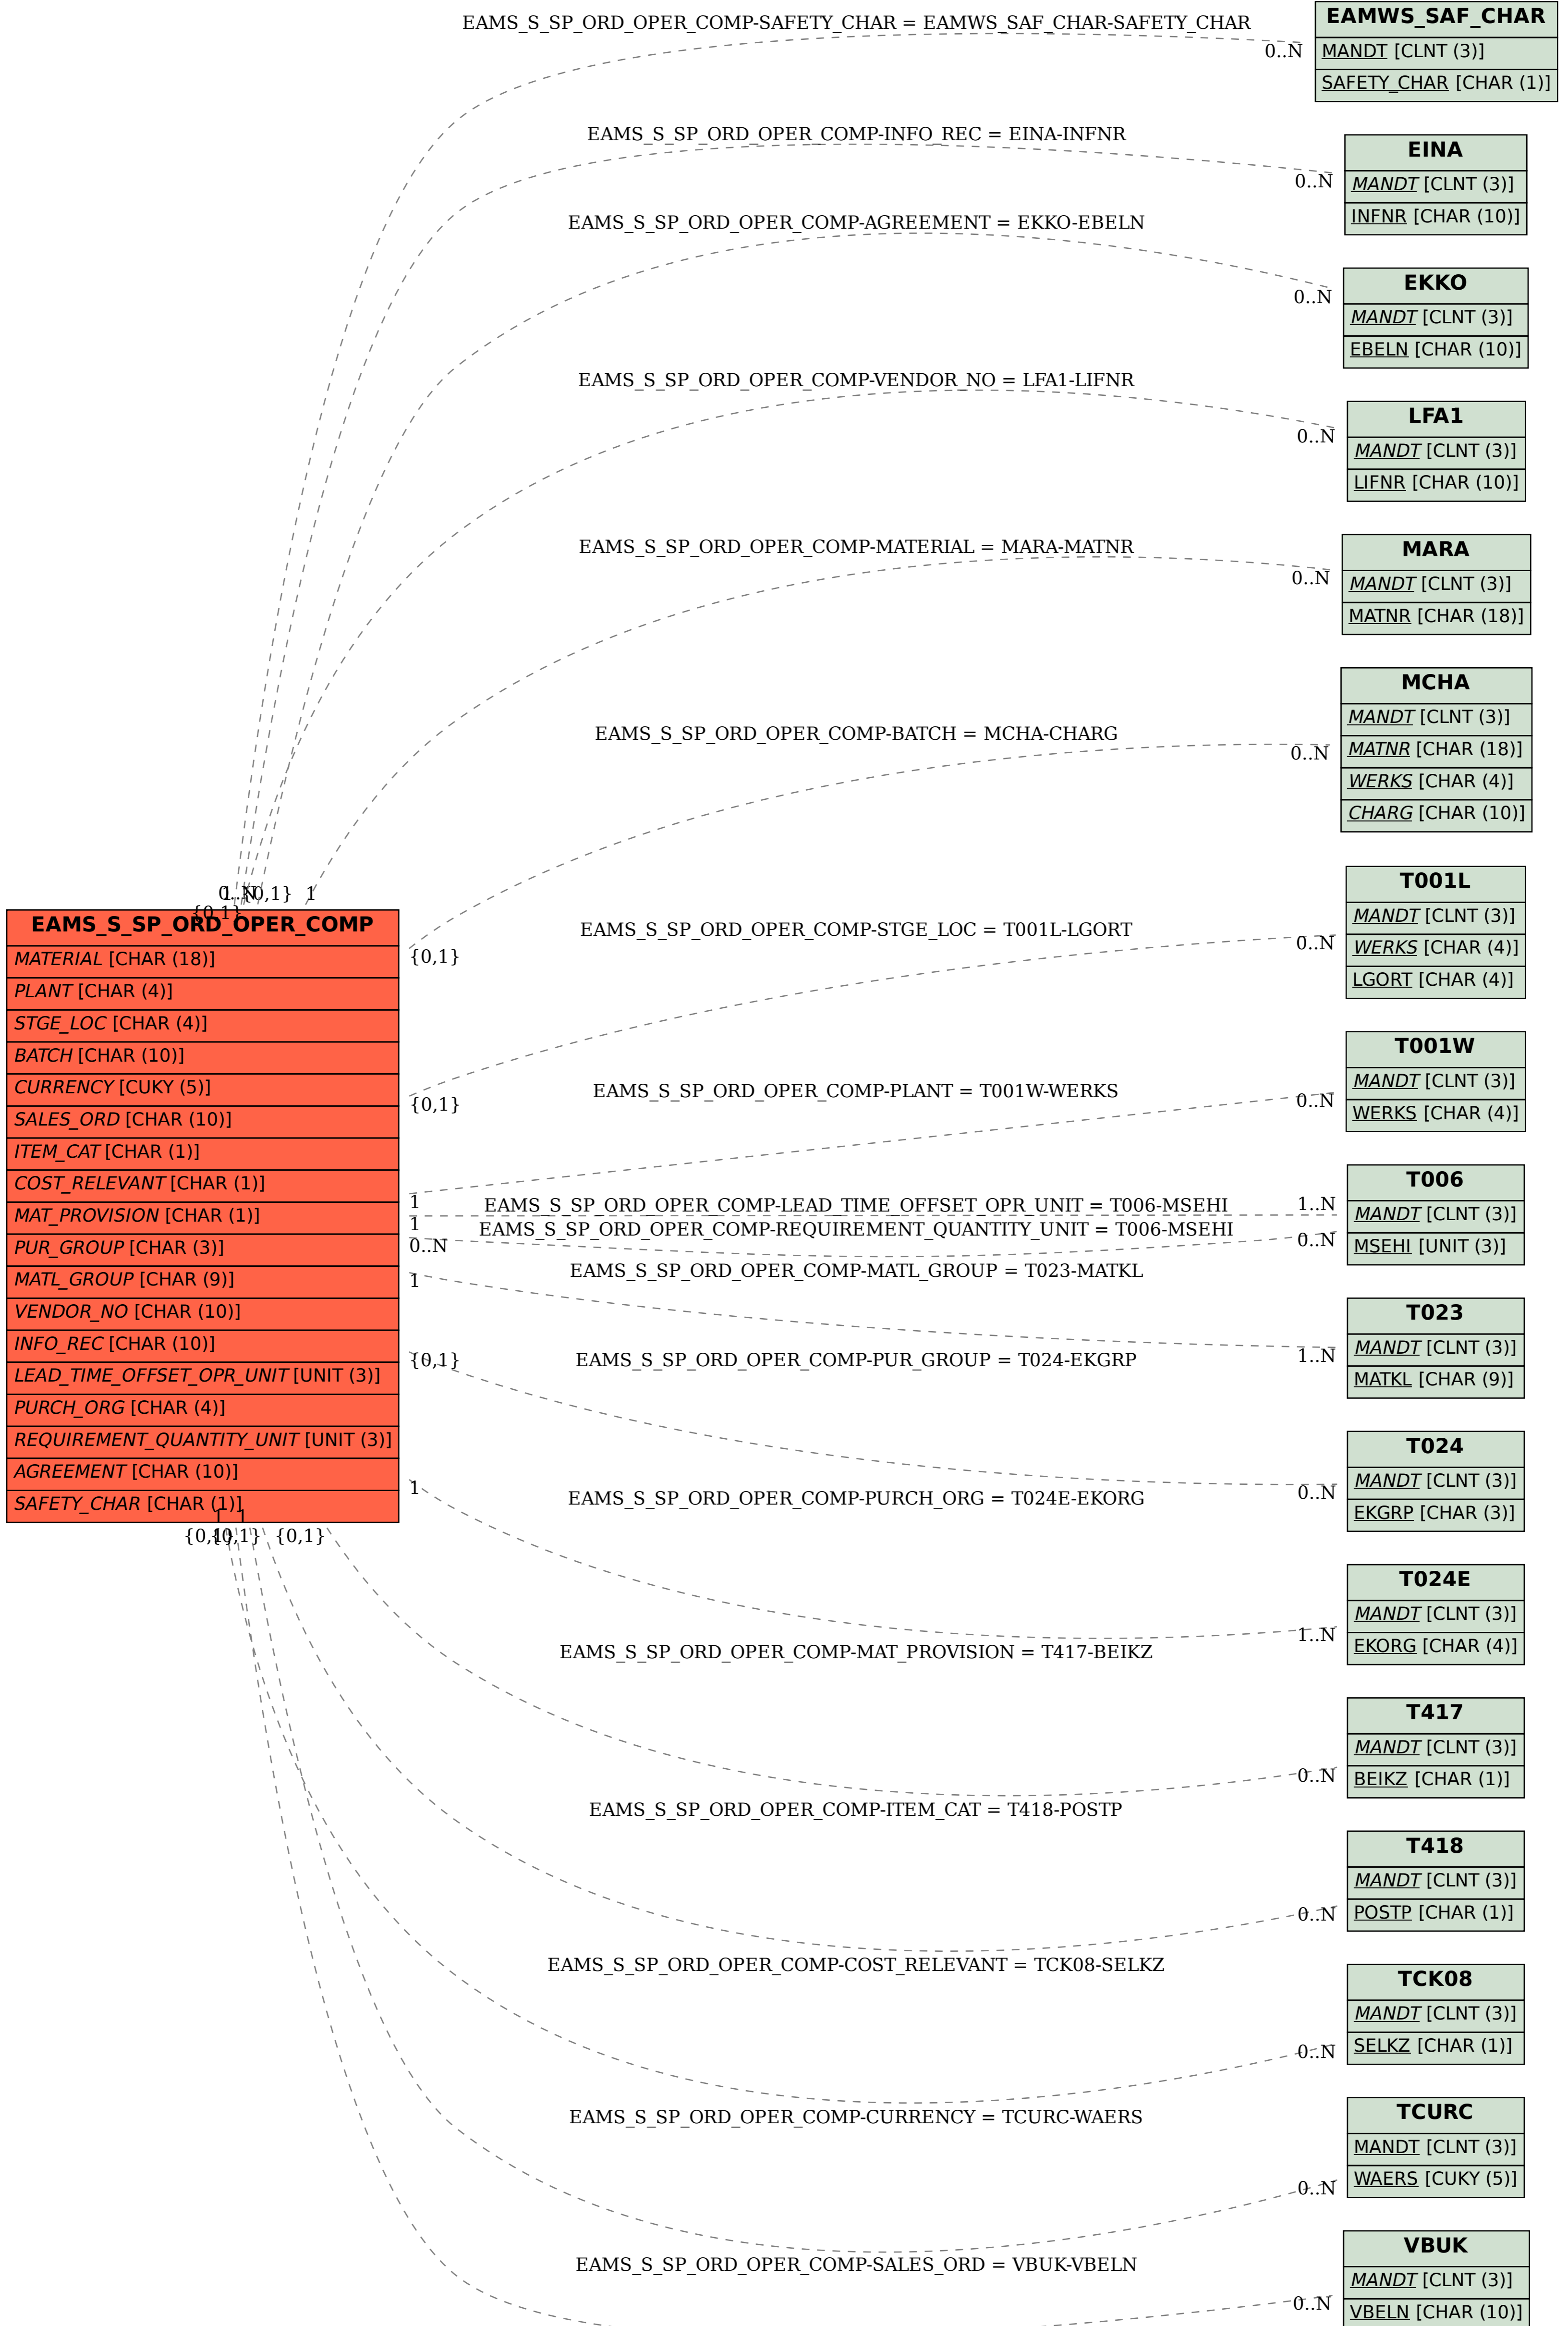 EAMS_S_SP_ORD_OPER_COMP-SAFETY_CHAR = EAMWS_SAF_CHAR-SAFETY_CHAR
0..N
EAMWS_SAF_CHAR
MANDT [CLNT (3)]
SAFETY_CHAR [CHAR (1)]
EAMS_S_SP_ORD_OPER_COMP-INFO_REC = EINA-INFNR
0..N
EINA
MANDT [CLNT (3)]
INFNR [CHAR (10)]
EAMS_S_SP_ORD_OPER_COMP-AGREEMENT = EKKO-EBELN
0..N
EKKO
MANDT [CLNT (3)]
EBELN [CHAR (10)]
EAMS_S_SP_ORD_OPER_COMP-VENDOR_NO = LFA1-LIFNR
0..N
LFA1
MANDT [CLNT (3)]
LIFNR [CHAR (10)]
EAMS_S_SP_ORD_OPER_COMP-MATERIAL = MARA-MATNR
0..N
MARA
MANDT [CLNT (3)]
MATNR [CHAR (18)]
EAMS_S_SP_ORD_OPER_COMP-BATCH = MCHA-CHARG
0..N
MCHA
MANDT [CLNT (3)]
MATNR [CHAR (18)]
WERKS [CHAR (4)]
CHARG [CHAR (10)]
0..N
{0,1}
1
{0,1}
EAMS_S_SP_ORD_OPER_COMP
MATERIAL [CHAR (18)]
PLANT [CHAR (4)]
STGE_LOC [CHAR (4)]
BATCH [CHAR (10)]
CURRENCY [CUKY (5)]
SALES_ORD [CHAR (10)]
ITEM_CAT [CHAR (1)]
COST_RELEVANT [CHAR (1)]
MAT_PROVISION [CHAR (1)]
PUR_GROUP [CHAR (3)]
MATL_GROUP [CHAR (9)]
VENDOR_NO [CHAR (10)]
INFO_REC [CHAR (10)]
LEAD_TIME_OFFSET_OPR_UNIT [UNIT (3)]
PURCH_ORG [CHAR (4)]
REQUIREMENT_QUANTITY_UNIT [UNIT (3)]
AGREEMENT [CHAR (10)]
SAFETY_CHAR [CHAR (1)]
{0,1}
{0,1}
1
1
0..N
1
{0,1}
1
1
1
{0,1}
{0,1}
{0,1}
EAMS_S_SP_ORD_OPER_COMP-STGE_LOC = T001L-LGORT
0..N
T001L
MANDT [CLNT (3)]
WERKS [CHAR (4)]
LGORT [CHAR (4)]
EAMS_S_SP_ORD_OPER_COMP-PLANT = T001W-WERKS
0..N
T001W
MANDT [CLNT (3)]
WERKS [CHAR (4)]
EAMS_S_SP_ORD_OPER_COMP-LEAD_TIME_OFFSET_OPR_UNIT = T006-MSEHI
1..N
EAMS_S_SP_ORD_OPER_COMP-REQUIREMENT_QUANTITY_UNIT = T006-MSEHI
0..N
T006
MANDT [CLNT (3)]
MSEHI [UNIT (3)]
EAMS_S_SP_ORD_OPER_COMP-MATL_GROUP = T023-MATKL
1..N
T023
MANDT [CLNT (3)]
MATKL [CHAR (9)]
EAMS_S_SP_ORD_OPER_COMP-PUR_GROUP = T024-EKGRP
0..N
T024
MANDT [CLNT (3)]
EKGRP [CHAR (3)]
EAMS_S_SP_ORD_OPER_COMP-PURCH_ORG = T024E-EKORG
1..N
T024E
MANDT [CLNT (3)]
EKORG [CHAR (4)]
EAMS_S_SP_ORD_OPER_COMP-MAT_PROVISION = T417-BEIKZ
0..N
T417
MANDT [CLNT (3)]
BEIKZ [CHAR (1)]
EAMS_S_SP_ORD_OPER_COMP-ITEM_CAT = T418-POSTP
0..N
T418
MANDT [CLNT (3)]
POSTP [CHAR (1)]
EAMS_S_SP_ORD_OPER_COMP-COST_RELEVANT = TCK08-SELKZ
0..N
TCK08
MANDT [CLNT (3)]
SELKZ [CHAR (1)]
EAMS_S_SP_ORD_OPER_COMP-CURRENCY = TCURC-WAERS
0..N
TCURC
MANDT [CLNT (3)]
WAERS [CUKY (5)]
EAMS_S_SP_ORD_OPER_COMP-SALES_ORD = VBUK-VBELN
0..N
VBUK
MANDT [CLNT (3)]
VBELN [CHAR (10)]